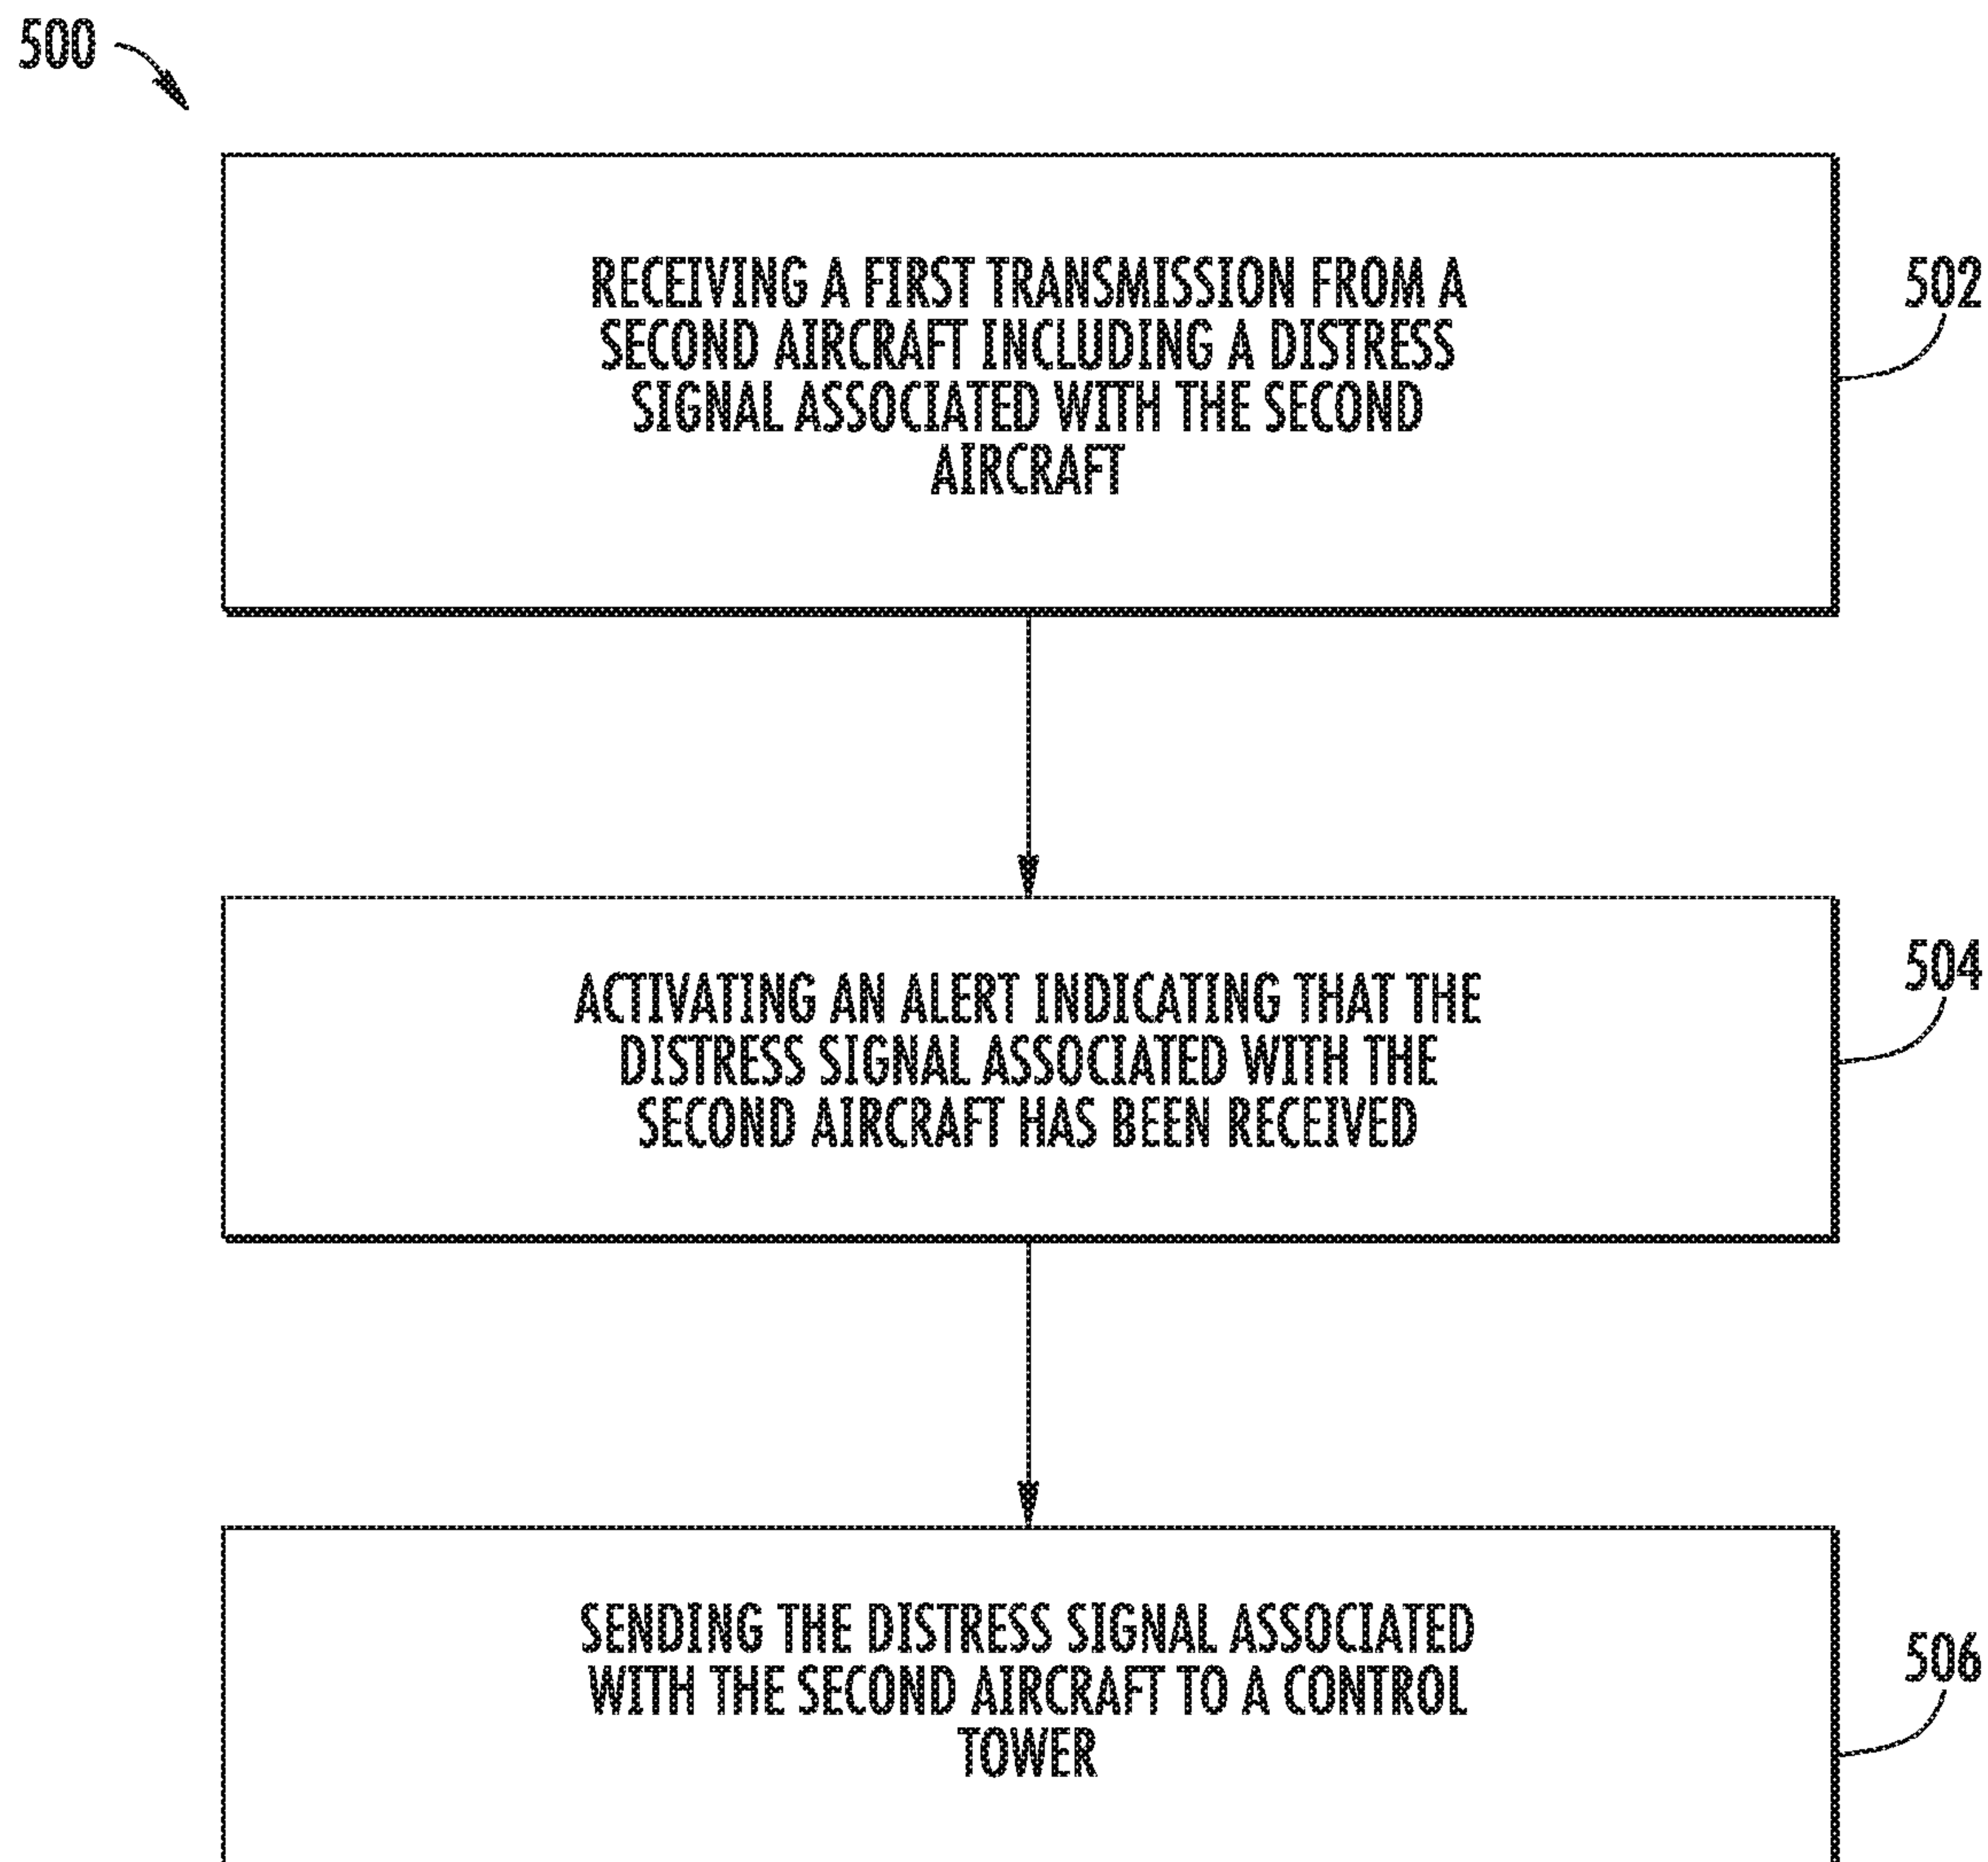 500
RECEIVING A FIRST TRANSMISSION FROM A
SECOND AIRCRAFT INCLUDING A DISTRESS
SIGNAL ASSOCIATED WITH THE SECOND
AIRCRAFT
502
ACTIVATING AN ALERT INDICATING THAT THE
DISTRESS SIGNAL ASSOCIATED WITH THE
SECOND AIRCRAFT HAS BEEN RECEIVED
504
SENDING THE DISTRESS SIGNAL ASSOCIATED
WITH THE SECOND AIRCRAFT TO A CONTROL
TOWER
506